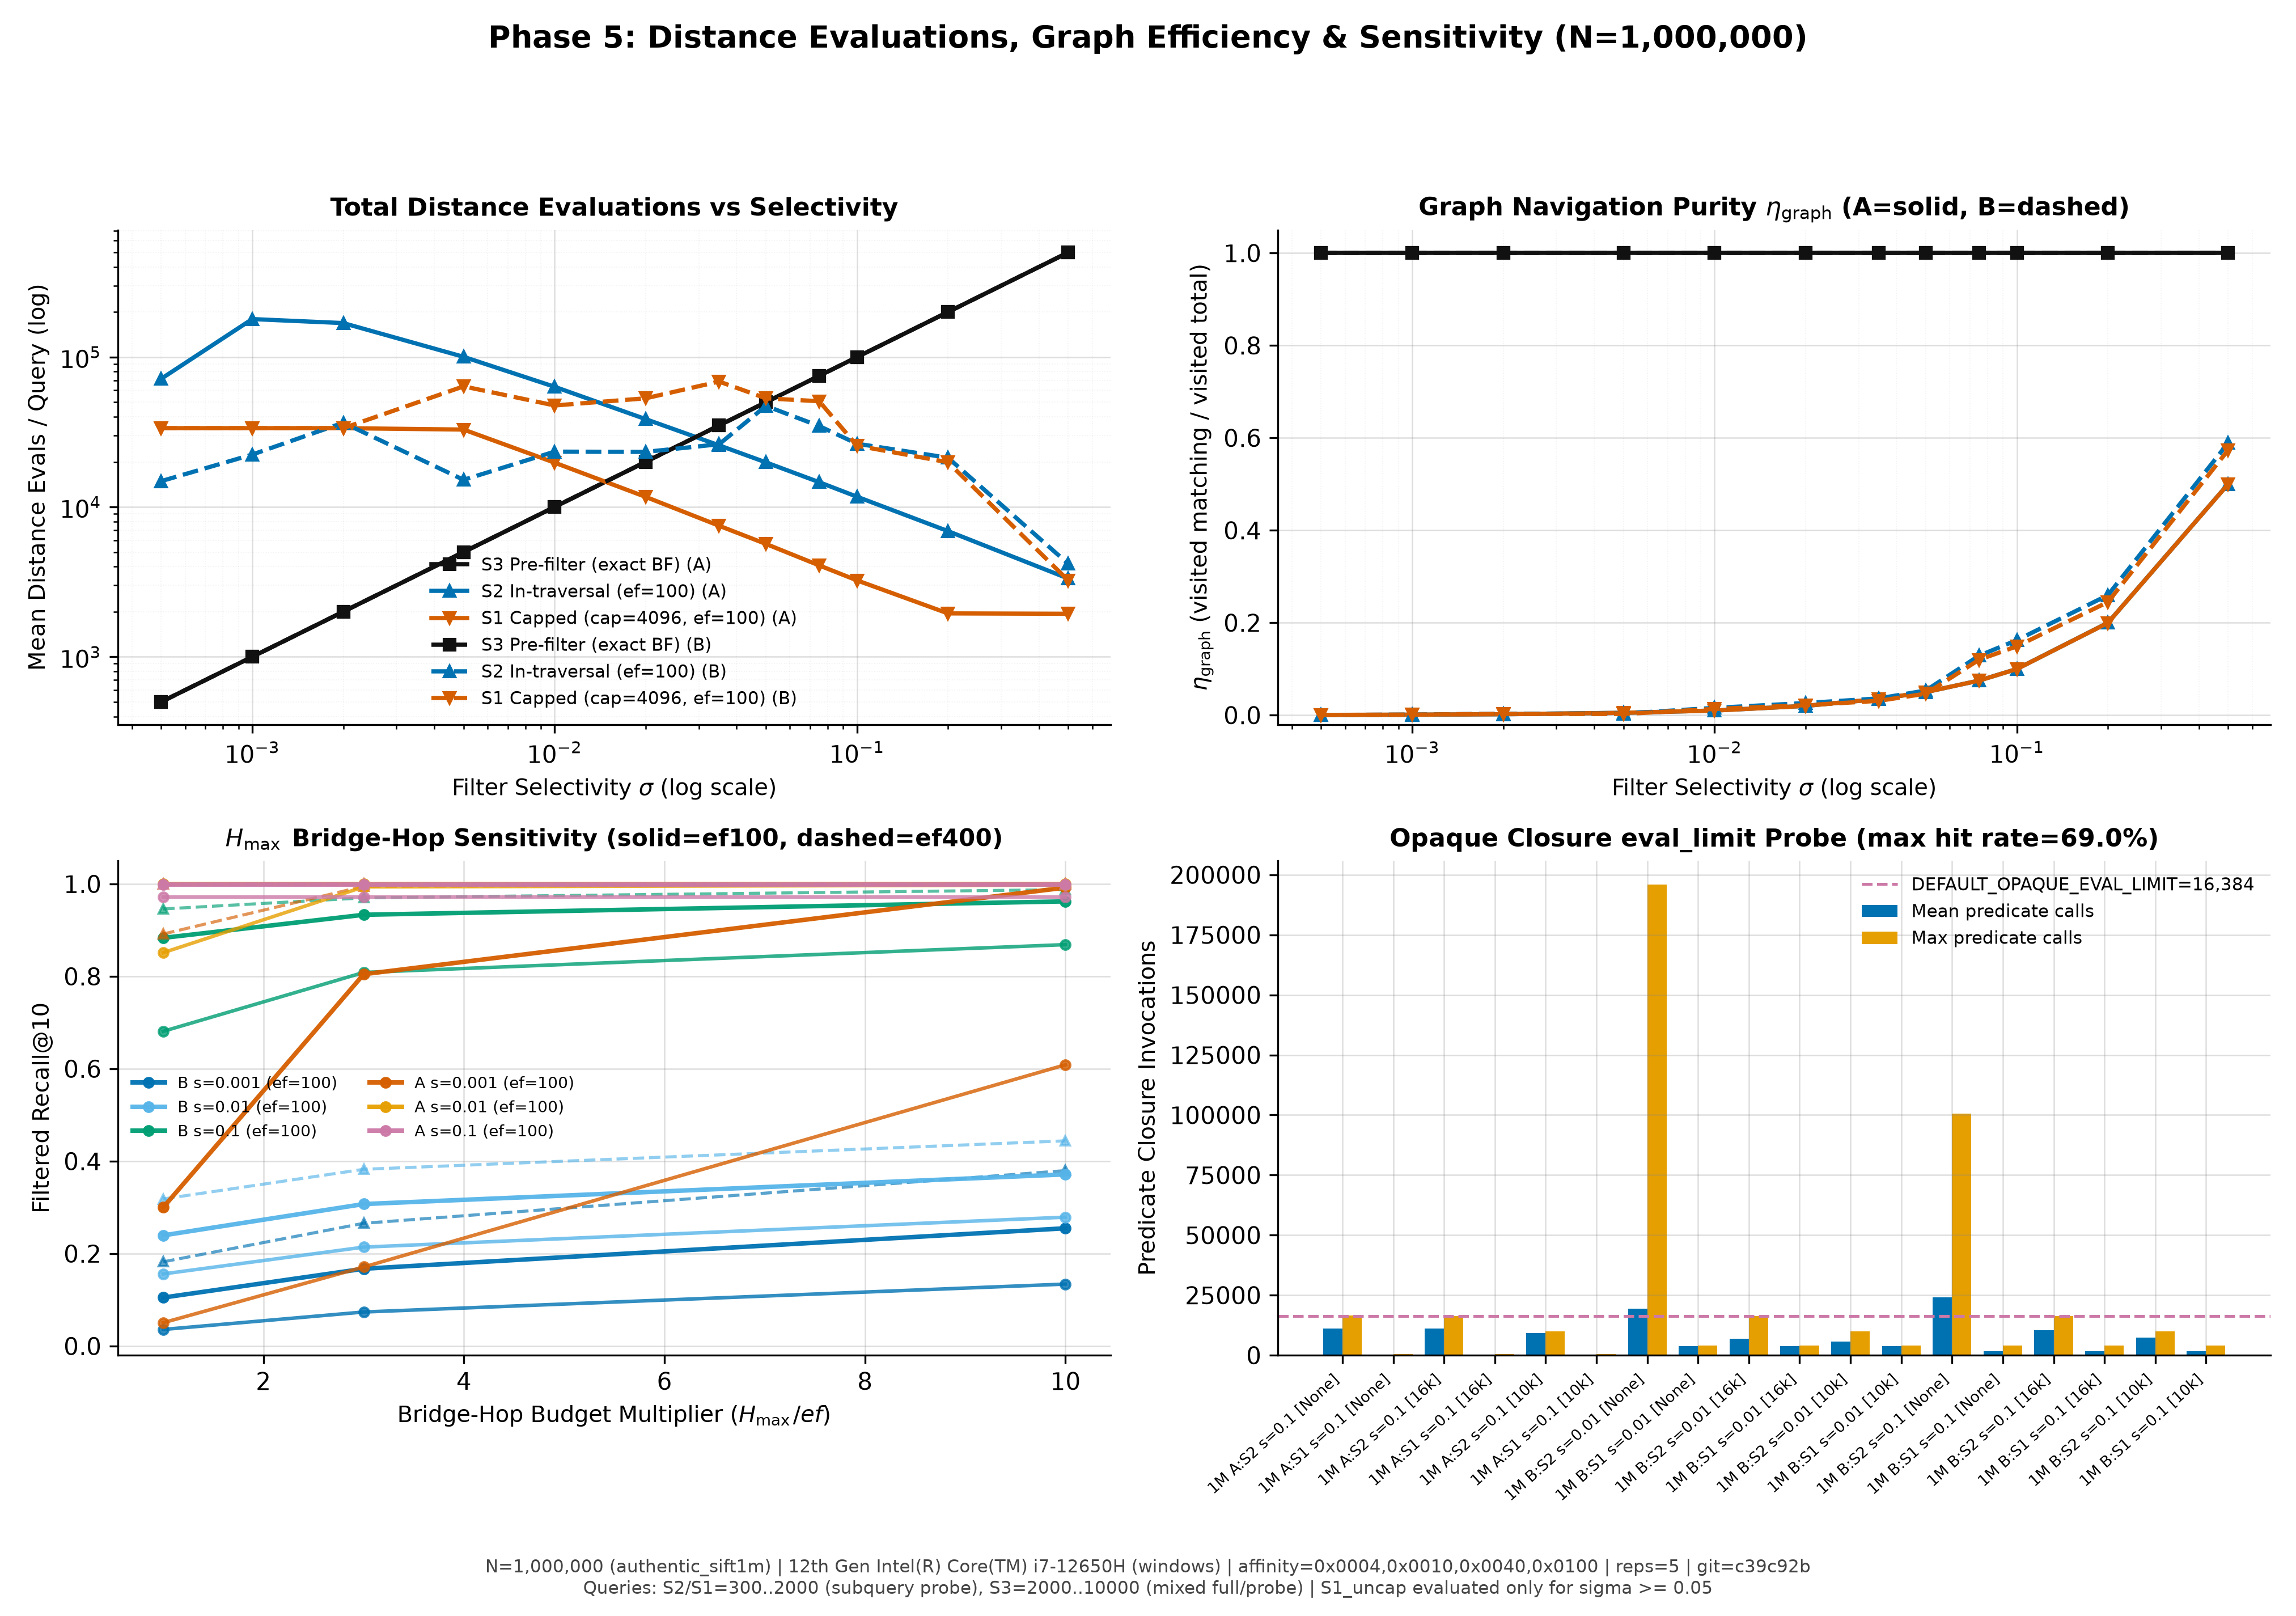 Phase 5: Distance Evaluations, Graph Efficiency & Sensitivity (N=1,000,000)
Total Distance Evaluations vs Selectivity
Mean Distance Evals / Query (log)
10⁵
10⁴
10³
S3 Pre-filter (exact BF) (A)
S2 In-traversal (ef=100) (A)
S1 Capped (cap=4096, ef=100) (A)
S3 Pre-filter (exact BF) (B)
S2 In-traversal (ef=100) (B)
S1 Capped (cap=4096, ef=100) (B)
10⁻³ 10⁻² 10⁻¹
Filter Selectivity σ (log scale)
Graph Navigation Purity η_graph (A=solid, B=dashed)
η_graph (visited matching / visited total)
1.0
0.8
0.6
0.4
0.2
0.0
10⁻³ 10⁻² 10⁻¹
Filter Selectivity σ (log scale)
H_max Bridge-Hop Sensitivity (solid=ef100, dashed=ef400)
Filtered Recall@10
1.0
0.8
0.6
0.4
0.2
0.0
B s=0.001 (ef=100)
B s=0.01 (ef=100)
B s=0.1 (ef=100)
A s=0.001 (ef=100)
A s=0.01 (ef=100)
A s=0.1 (ef=100)
2 4 6 8 10
Bridge-Hop Budget Multiplier (H_max/ef)
Opaque Closure eval_limit Probe (max hit rate=69.0%)
Predicate Closure Invocations
200000
175000
150000
125000
100000
75000
50000
25000
0
DEFAULT_OPAQUE_EVAL_LIMIT=16,384
Mean predicate calls
Max predicate calls
1M A:S2 s=0.1 [None]
1M A:S1 s=0.1 [None]
1M A:S2 s=0.1 [16k]
1M A:S1 s=0.1 [16k]
1M A:S2 s=0.1 [10k]
1M A:S1 s=0.1 [10k]
1M B:S2 s=0.01 [None]
1M B:S1 s=0.01 [None]
1M B:S2 s=0.01 [16k]
1M B:S1 s=0.01 [16k]
1M B:S2 s=0.01 [10k]
1M B:S1 s=0.01 [10k]
1M B:S2 s=0.1 [None]
1M B:S1 s=0.1 [None]
1M B:S2 s=0.1 [16k]
1M B:S1 s=0.1 [16k]
1M B:S2 s=0.1 [10k]
1M B:S1 s=0.1 [10k]
N=1,000,000 (authentic_sift1m) | 12th Gen Intel(R) Core(TM) i7-12650H (windows) | affinity=0x0004,0x0010,0x0040,0x0100 | reps=5 | git=c39c92b
Queries: S2/S1=300..2000 (subquery probe), S3=2000..10000 (mixed full/probe) | S1_uncap evaluated only for sigma >= 0.05